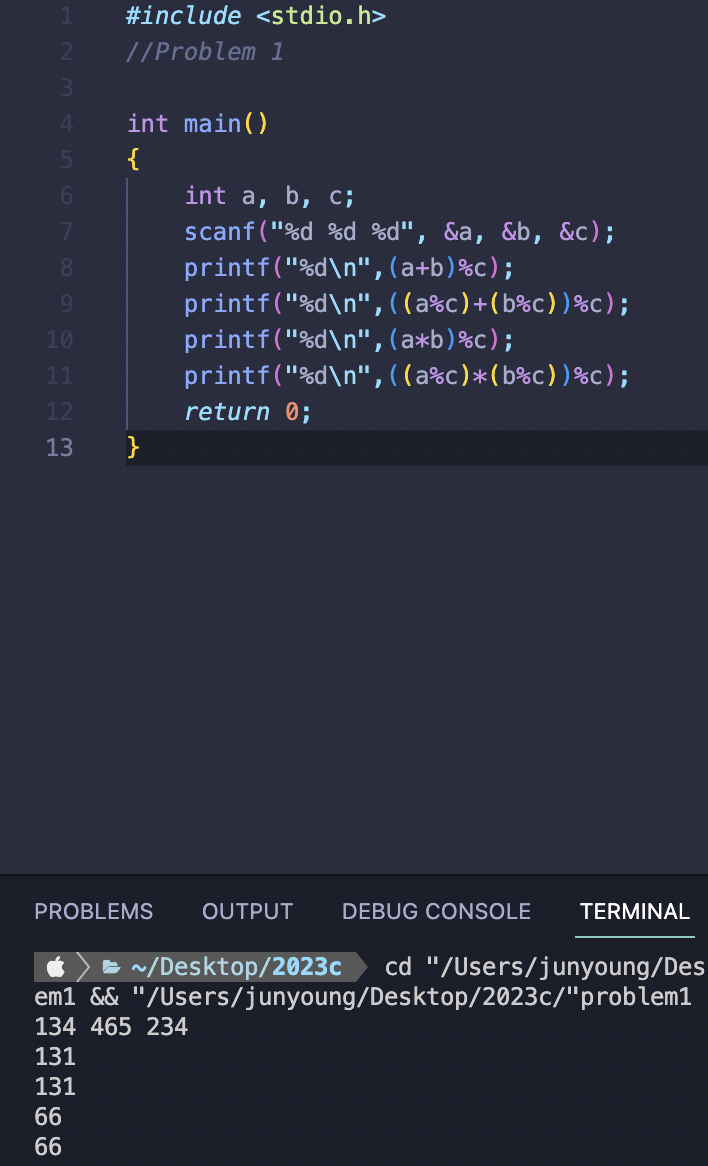 1 #include <stdio.h>
2 //Problem 1
3
4 int main()
5 {
6 int a, b, c;
7 scanf("%d %d %d", &a, &b, &c);
8 printf("%d\n",(a+b)%c);
9 printf("%d\n",((a%c)+(b%c))%c);
10 printf("%d\n",(a*b)%c);
11 printf("%d\n",((a%c)*(b%c))%c);
12 return 0;
13 }
PROBLEMS OUTPUT DEBUG CONSOLE TERMINAL
~/Desktop/2023c cd "/Users/junyoung/Des
em1 && "/Users/junyoung/Desktop/2023c/"problem1
134 465 234
131
131
66
66